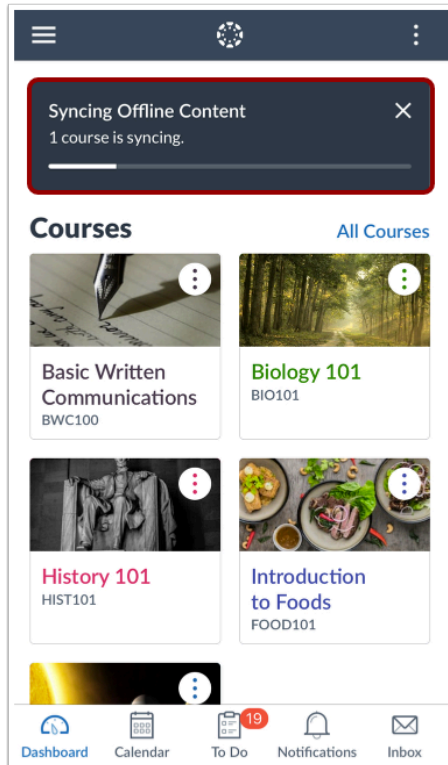 Syncing Offline Content
1 course is syncing.
Courses
All Courses
Basic Written
Communications
BWC100
Biology 101
BIO101
History 101
HIST101
Introduction
to Foods
FOOD101
19
Dashboard
Calendar
To Do
Notifications
Inbox